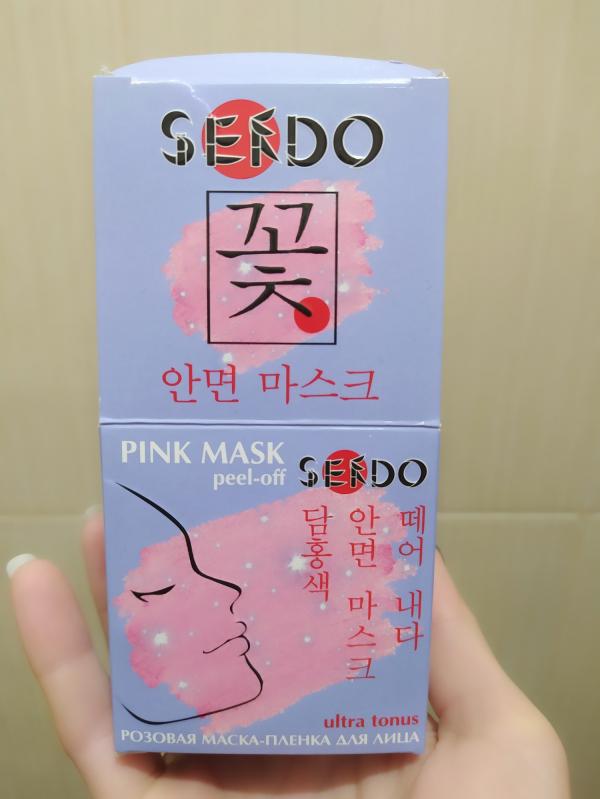 SENDO
꽃
안면 마스크
PINK MASK
peel-off
SENDO
떼어 내다
안면 마스크
담홍색
ultra tonus
РОЗОВАЯ МАСКА-ПЛЕНКА ДЛЯ ЛИЦА